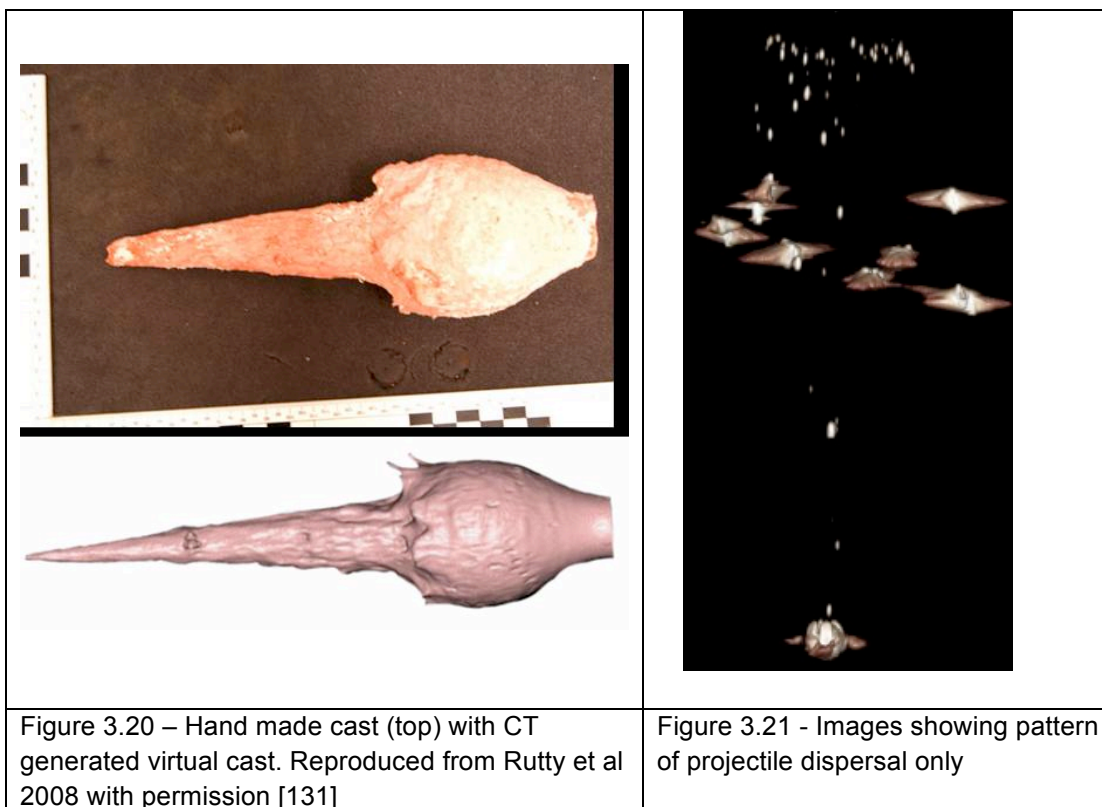 Figure 3.20 – Hand made cast (top) with CT
generated virtual cast. Reproduced from Rutty et al
2008 with permission [131]
Figure 3.21 - Images showing pattern
of projectile dispersal only